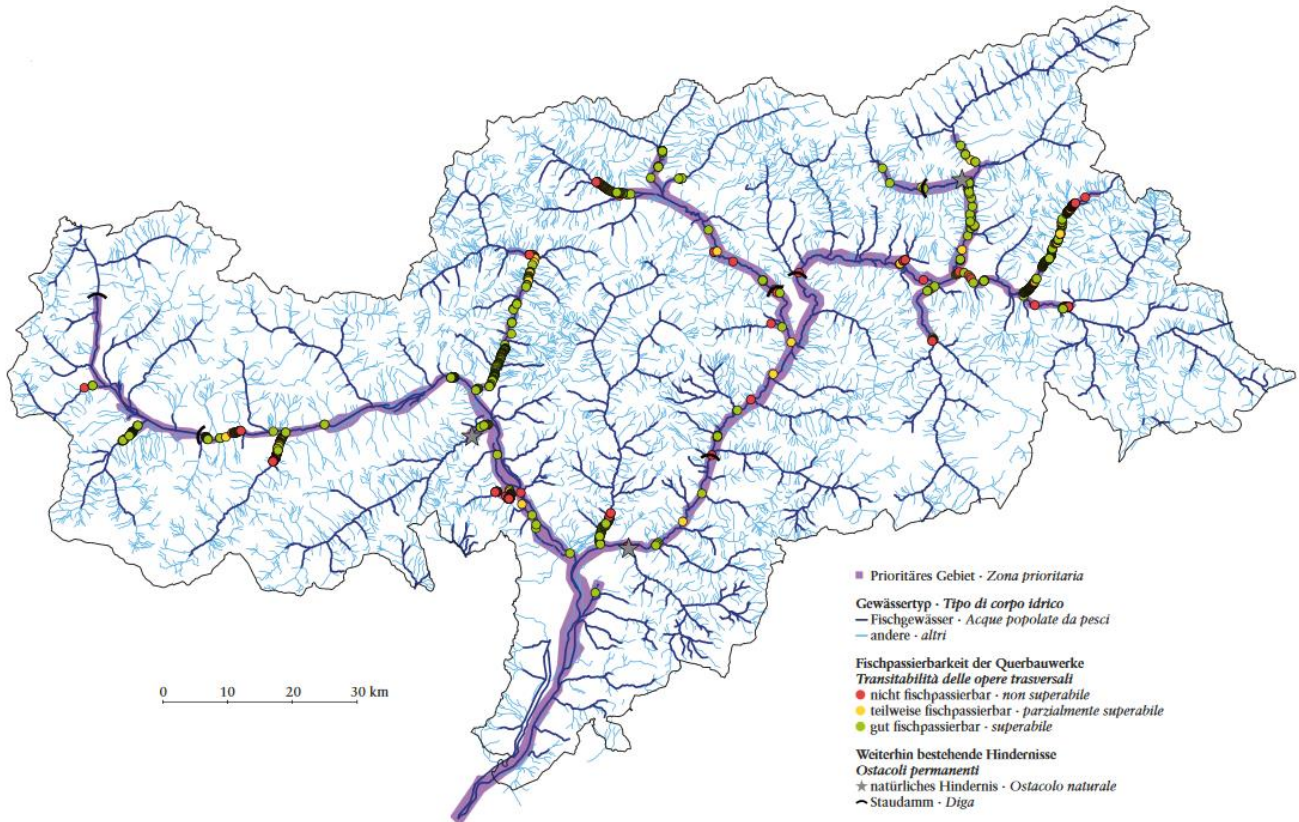 Prioritäres Gebiet · Zona prioritaria
Gewässertyp · Tipo di corpo idrico
Fischgewässer · Acque popolate da pesci
andere · altri
Fischpassierbarkeit der Querbauwerke
Transitabilità delle opere trasversali
nicht fischpassierbar · non superabile
teilweise fischpassierbar · parzialmente superabile
gut fischpassierbar · superabile
Weiterhin bestehende Hindernisse
Ostacoli permanenti
natürliches Hindernis · Ostacolo naturale
Staudamm · Diga
0 10 20 30 km